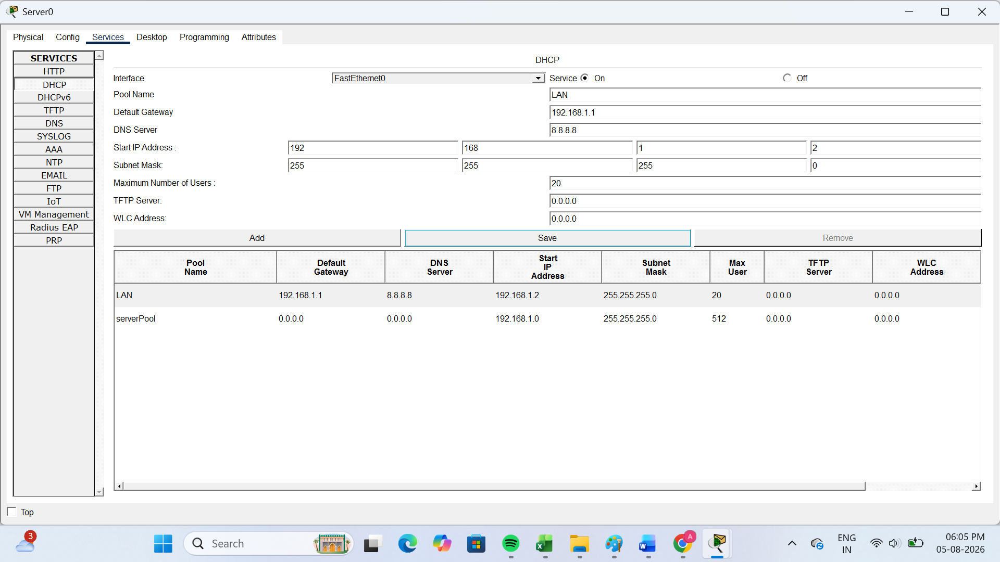 Server0
Physical Config Services Desktop Programming Attributes
SERVICES
HTTP
DHCP
DHCPv6
TFTP
DNS
SYSLOG
AAA
NTP
EMAIL
FTP
IoT
VM Management
Radius EAP
PRP
DHCP
Interface FastEthernet0 Service On Off
Pool Name LAN
Default Gateway 192.168.1.1
DNS Server 8.8.8.8
Start IP Address : 192 168 1 2
Subnet Mask: 255 255 255 0
Maximum Number of Users : 20
TFTP Server: 0.0.0.0
WLC Address: 0.0.0.0
Add Save Remove
Pool Name Default Gateway DNS Server Start IP Address Subnet Mask Max User TFTP Server WLC Address
LAN 192.168.1.1 8.8.8.8 192.168.1.2 255.255.255.0 20 0.0.0.0 0.0.0.0
serverPool 0.0.0.0 0.0.0.0 192.168.1.0 255.255.255.0 512 0.0.0.0 0.0.0.0
Top
3
Search
A
ENG
IN
06:05 PM
05-08-2026